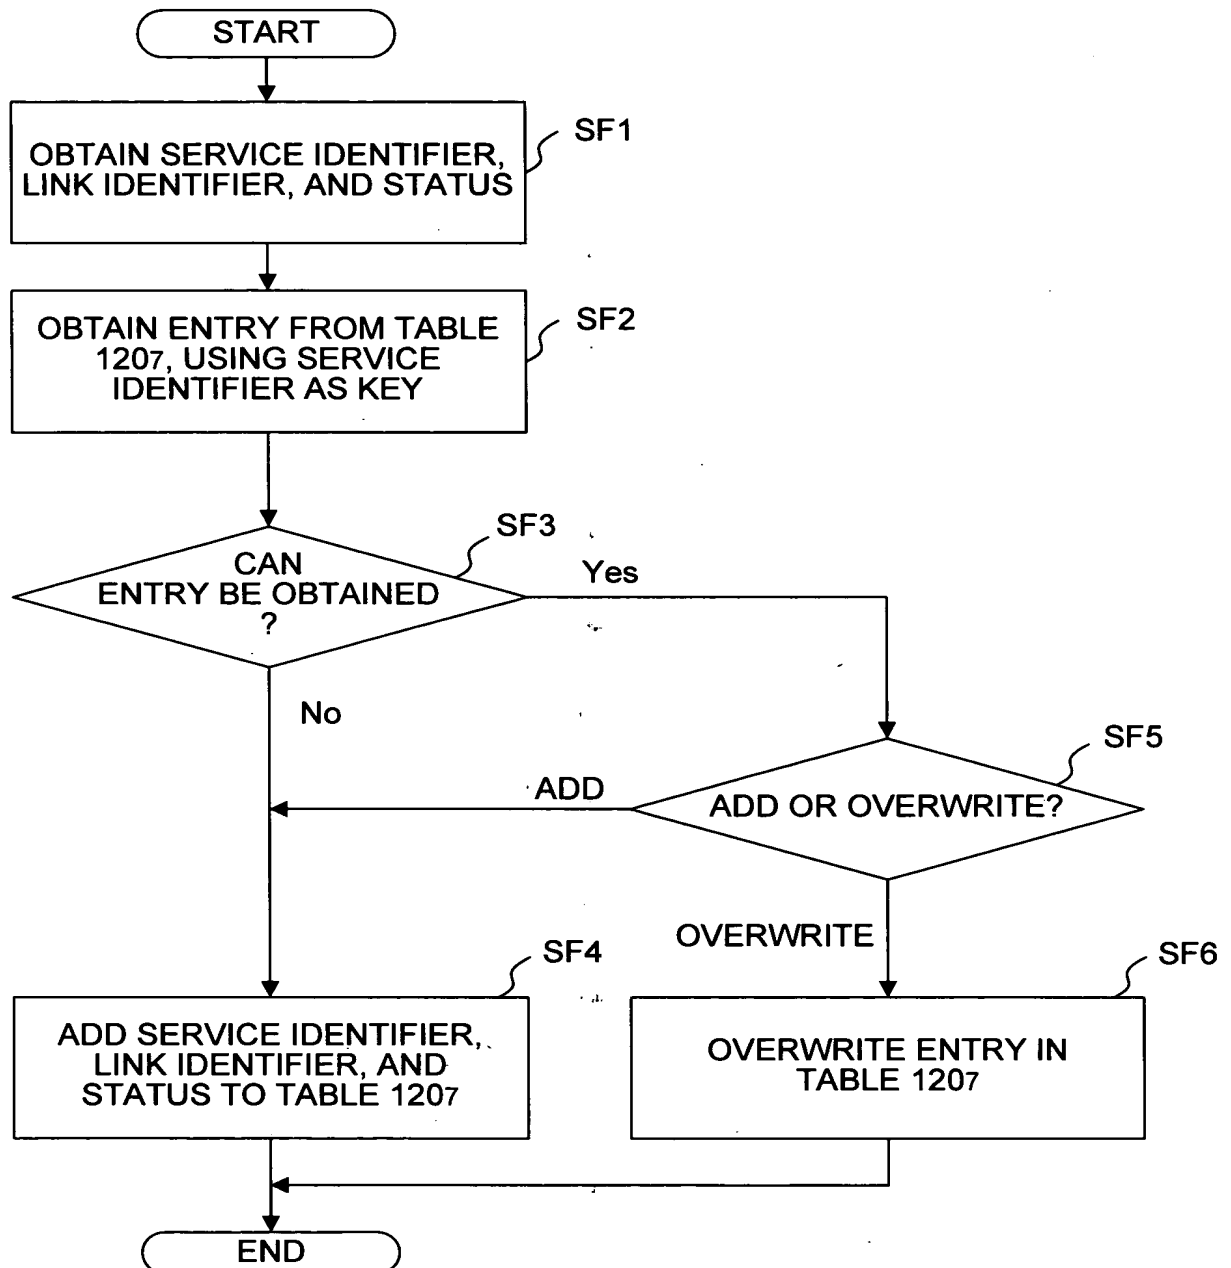 START
SF1
OBTAIN SERVICE IDENTIFIER,
LINK IDENTIFIER, AND STATUS
SF2
OBTAIN ENTRY FROM TABLE
1207, USING SERVICE
IDENTIFIER AS KEY
SF3
CAN
ENTRY BE OBTAINED
?
Yes
No
SF5
ADD
ADD OR OVERWRITE?
OVERWRITE
SF4
SF6
ADD SERVICE IDENTIFIER,
LINK IDENTIFIER, AND
STATUS TO TABLE 1207
OVERWRITE ENTRY IN
TABLE 1207
END